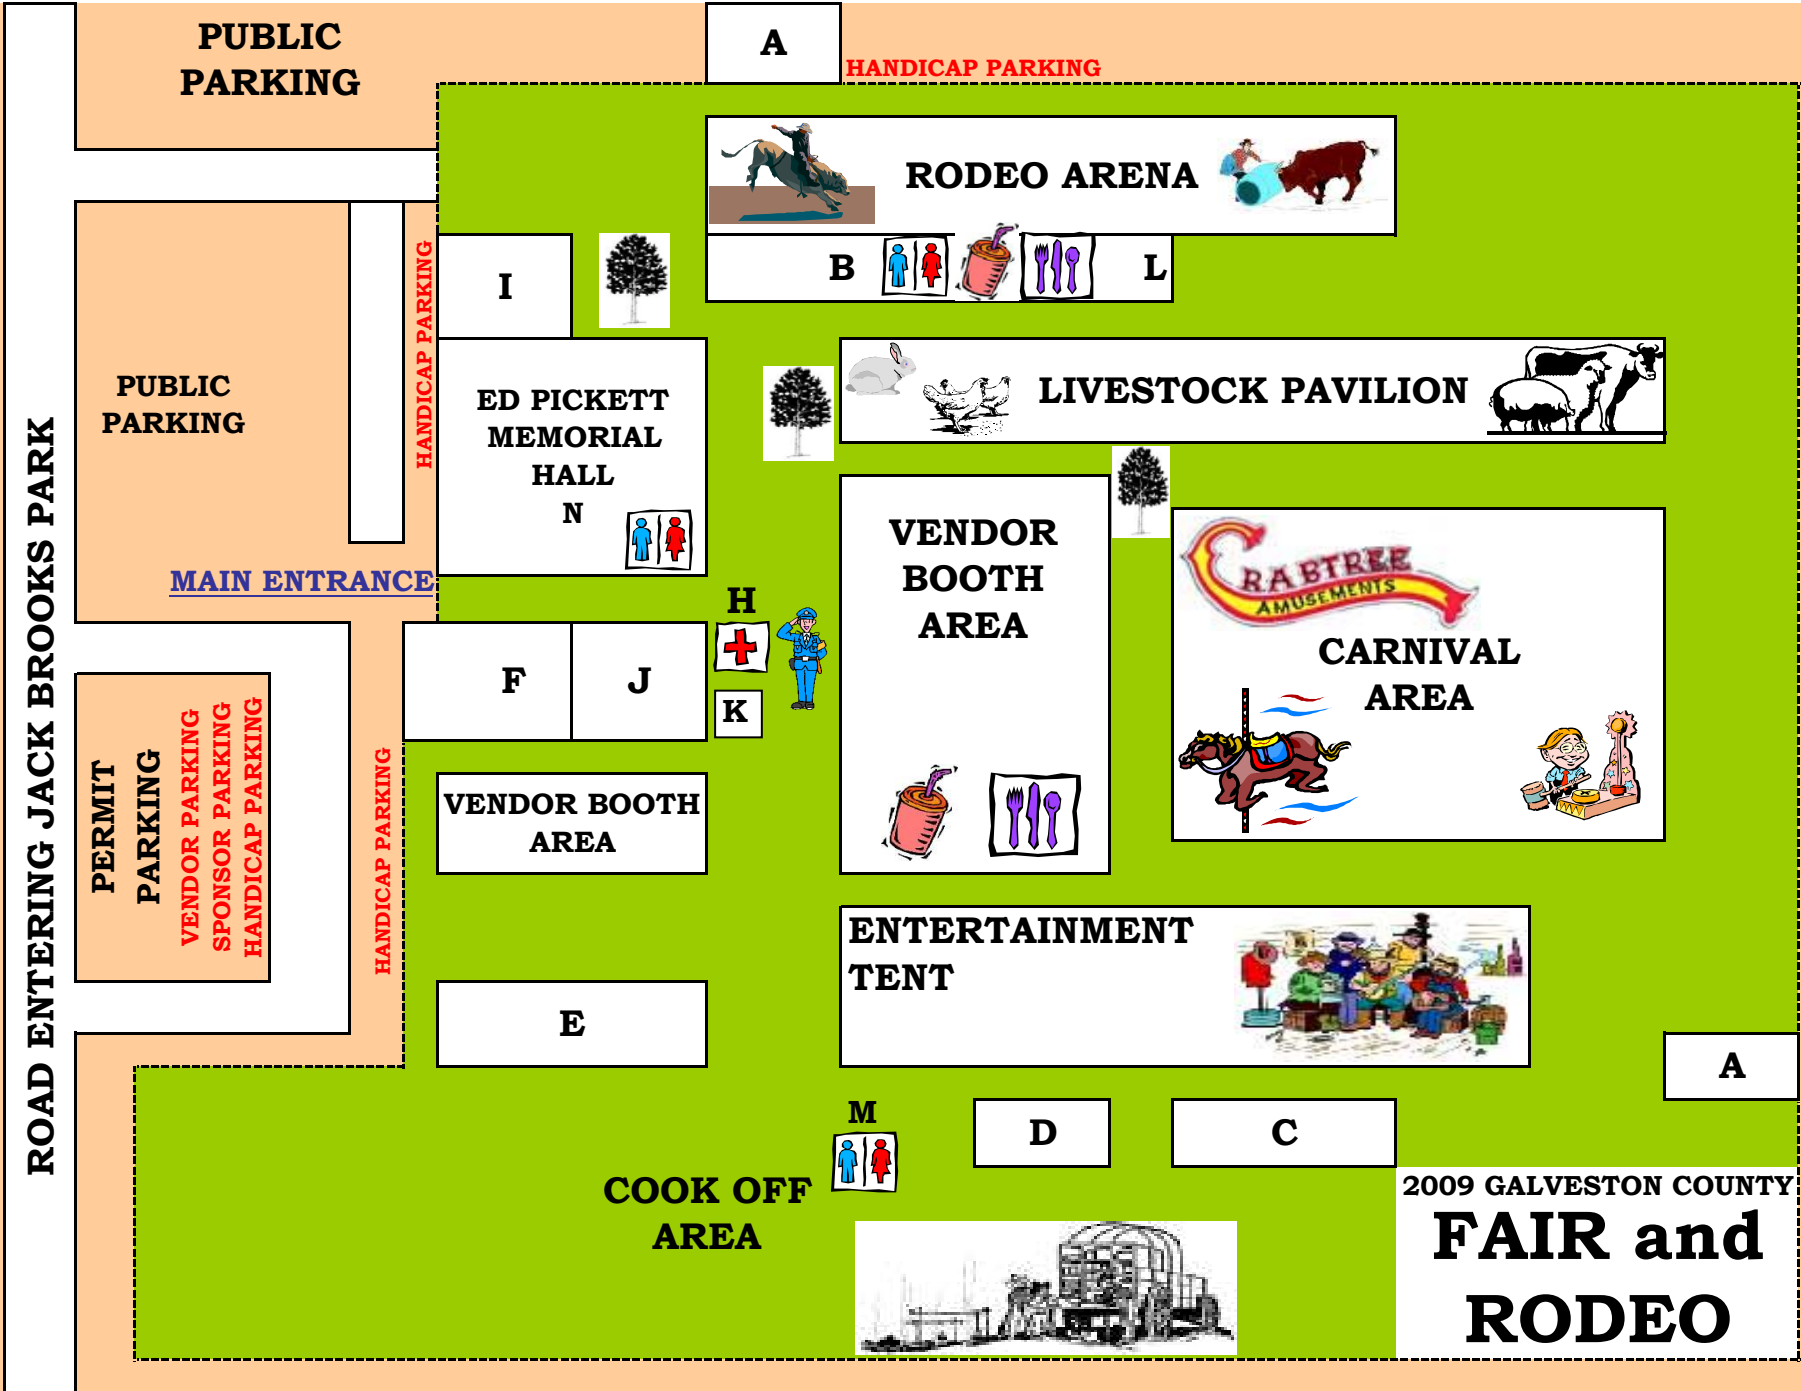 PUBLIC
PARKING
A
HANDICAP PARKING
RODEO ARENA
B
L
I
HANDICAP PARKING
PUBLIC
PARKING
ED PICKETT
MEMORIAL
HALL
N
LIVESTOCK PAVILION
ROAD ENTERING JACK BROOKS PARK
MAIN ENTRANCE
VENDOR
BOOTH
AREA
CRABTREE
AMUSEMENTS
CARNIVAL
AREA
H
F
J
K
PERMIT
PARKING
VENDOR PARKING
SPONSOR PARKING
HANDICAP PARKING
HANDICAP PARKING
VENDOR BOOTH
AREA
ENTERTAINMENT
TENT
E
A
M
D
C
COOK OFF
AREA
2009 GALVESTON COUNTY
FAIR and
RODEO